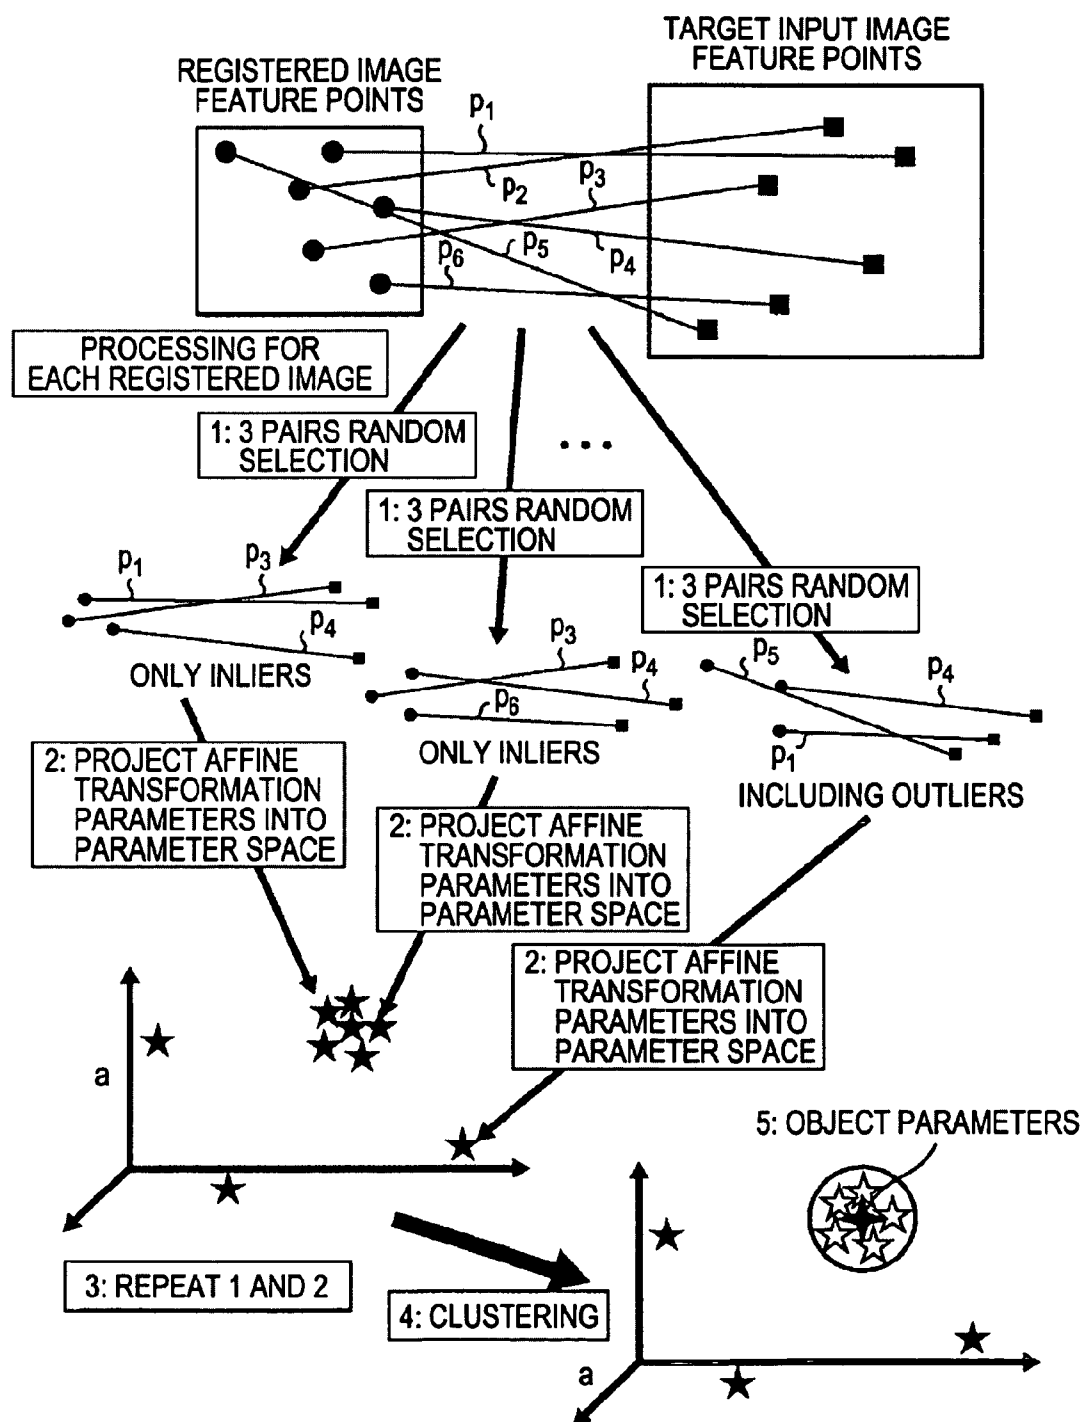 TARGET INPUT IMAGE
FEATURE POINTS
REGISTERED IMAGE
FEATURE POINTS
p1
p2
p3
p4
p5
p6
PROCESSING FOR
EACH REGISTERED IMAGE
1: 3 PAIRS RANDOM
SELECTION
...
1: 3 PAIRS RANDOM
SELECTION
1: 3 PAIRS RANDOM
SELECTION
p1
p3
p4
ONLY INLIERS
p3
p4
p6
ONLY INLIERS
p5
p4
p1
INCLUDING OUTLIERS
2: PROJECT AFFINE
TRANSFORMATION
PARAMETERS INTO
PARAMETER SPACE
2: PROJECT AFFINE
TRANSFORMATION
PARAMETERS INTO
PARAMETER SPACE
2: PROJECT AFFINE
TRANSFORMATION
PARAMETERS INTO
PARAMETER SPACE
a
5: OBJECT PARAMETERS
3: REPEAT 1 AND 2
4: CLUSTERING
a